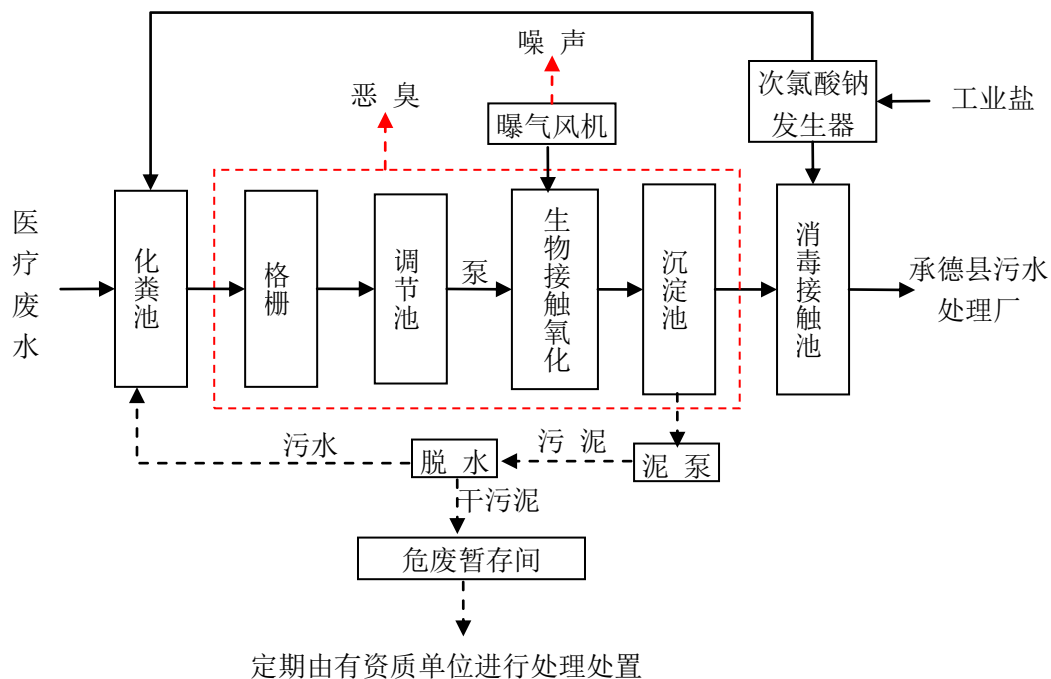 噪 声
恶 臭
次氯酸钠
发生器
工业盐
曝气风机
医疗废水
化粪池
格栅
调节池
泵
生物接触氧化
沉淀池
消毒接触池
承德县污水
处理厂
污水
脱 水
污 泥
泥 泵
干污泥
危废暂存间
定期由有资质单位进行处理处置